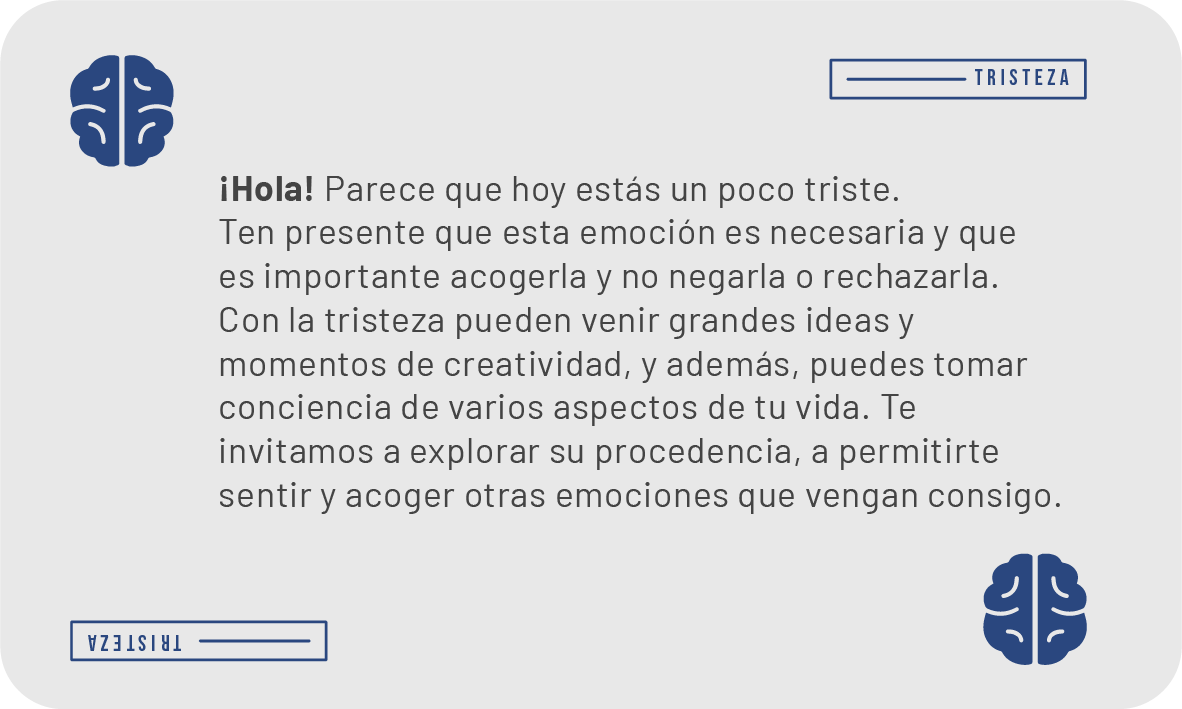 TRISTEZA
¡Hola! Parece que hoy estás un poco triste.
Ten presente que esta emoción es necesaria y que
es importante acogerla y no negarla o rechazarla.
Con la tristeza pueden venir grandes ideas y
momentos de creatividad, y además, puedes tomar
conciencia de varios aspectos de tu vida. Te
invitamos a explorar su procedencia, a permitirte
sentir y acoger otras emociones que vengan consigo.
TRISTEZA